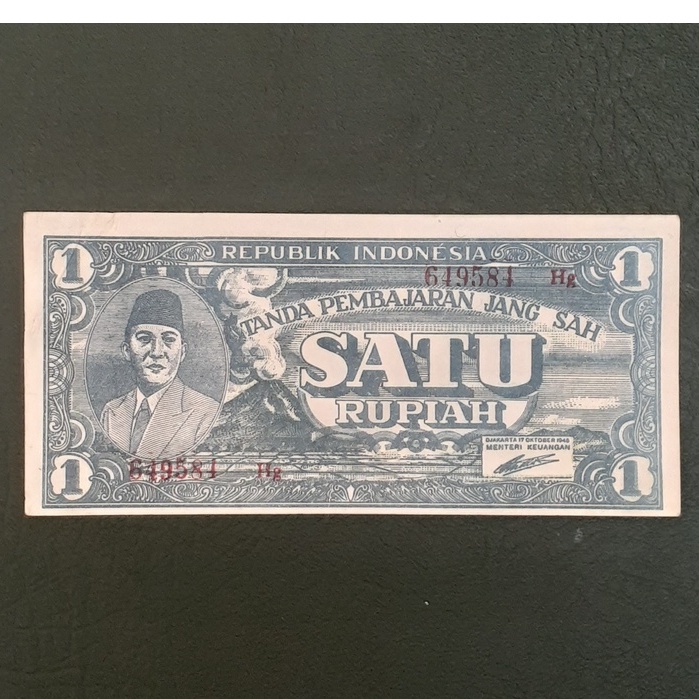 1 REPUBLIK INDONÉSIA 1
649584 Hg
TANDA PEMBAJARAN JANG SAH
SATU
RUPIAH
DJAKARTA 17 OKTOBER 1945
MENTERI KEUANGAN
649584 Hg
1 1